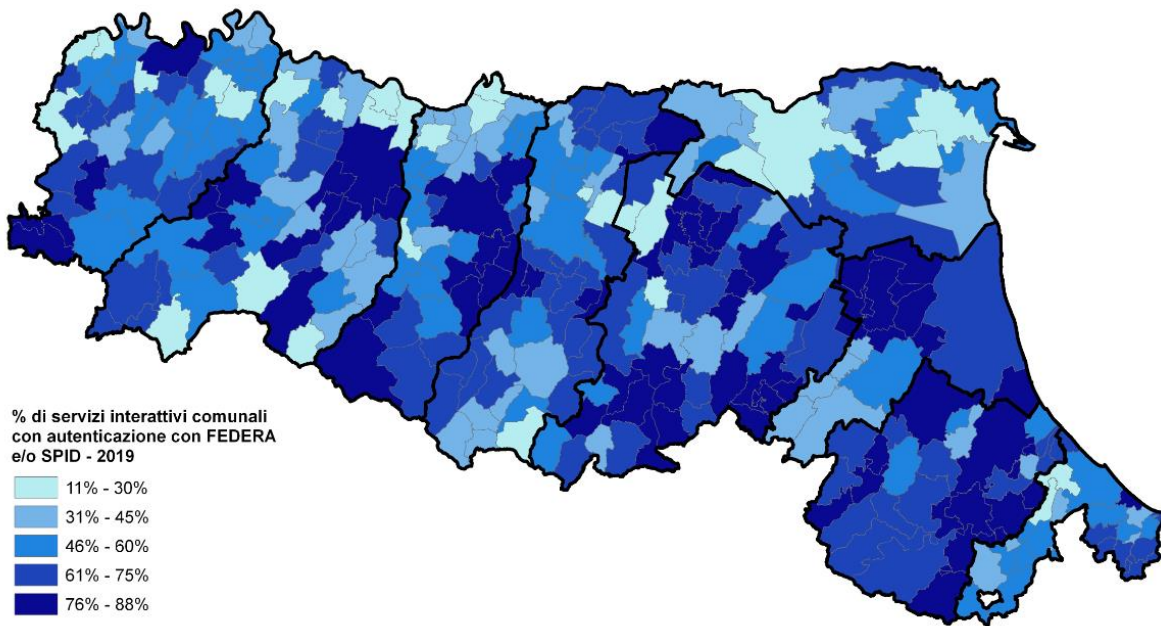 % di servizi interattivi comunali
con autenticazione con FEDERA
e/o SPID - 2019
11% - 30%
31% - 45%
46% - 60%
61% - 75%
76% - 88%